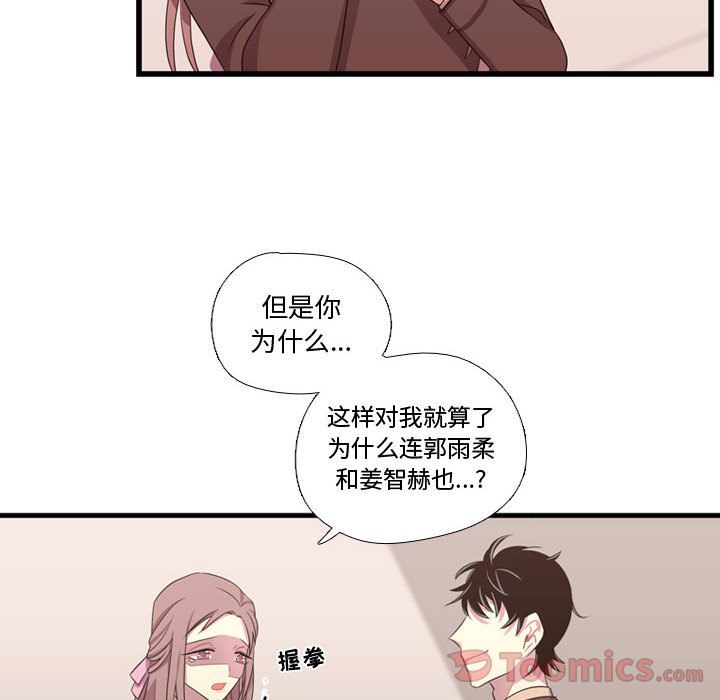 但是你
为什么...
这样对我就算了
为什么连郭雨柔
和姜智赫也...?
握拳
Toomics.com